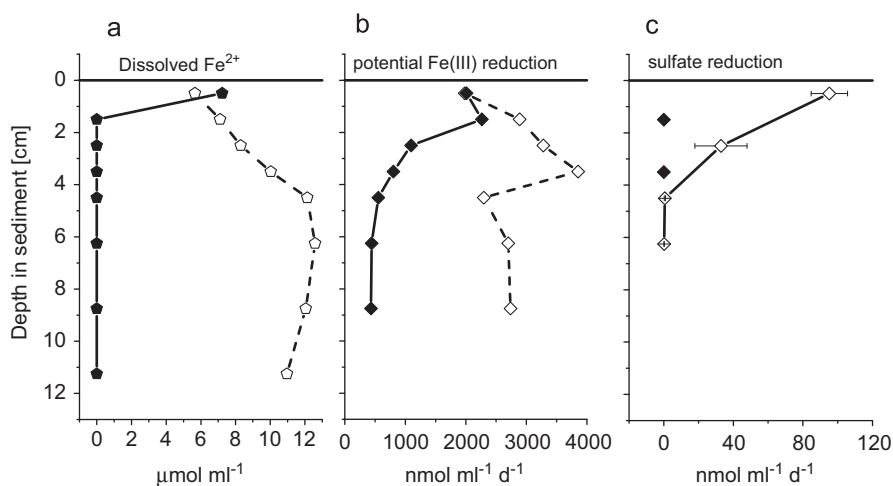 a
b
c
Dissolved Fe²⁺
potential Fe(III) reduction
sulfate reduction
Depth in sediment [cm]
0
2
4
6
8
10
12
0 2 4 6 8 10 12
0 1000 2000 3000 4000
0 40 80 120
μmol ml⁻¹
nmol ml⁻¹ d⁻¹
nmol ml⁻¹ d⁻¹